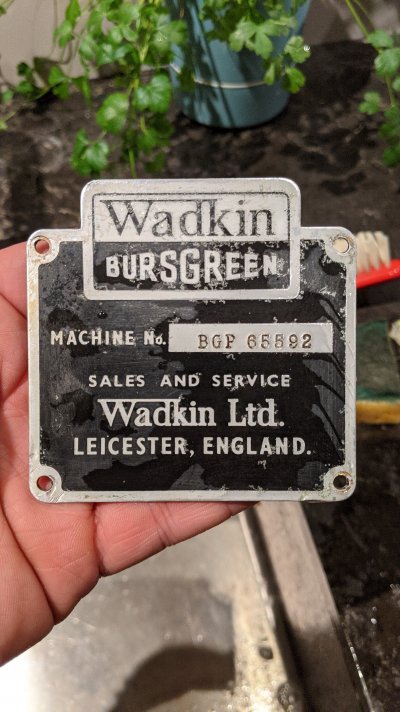 Wadkin
BURSGREEN
MACHINE No. BGP 65592
SALES AND SERVICE
Wadkin Ltd.
LEICESTER, ENGLAND.